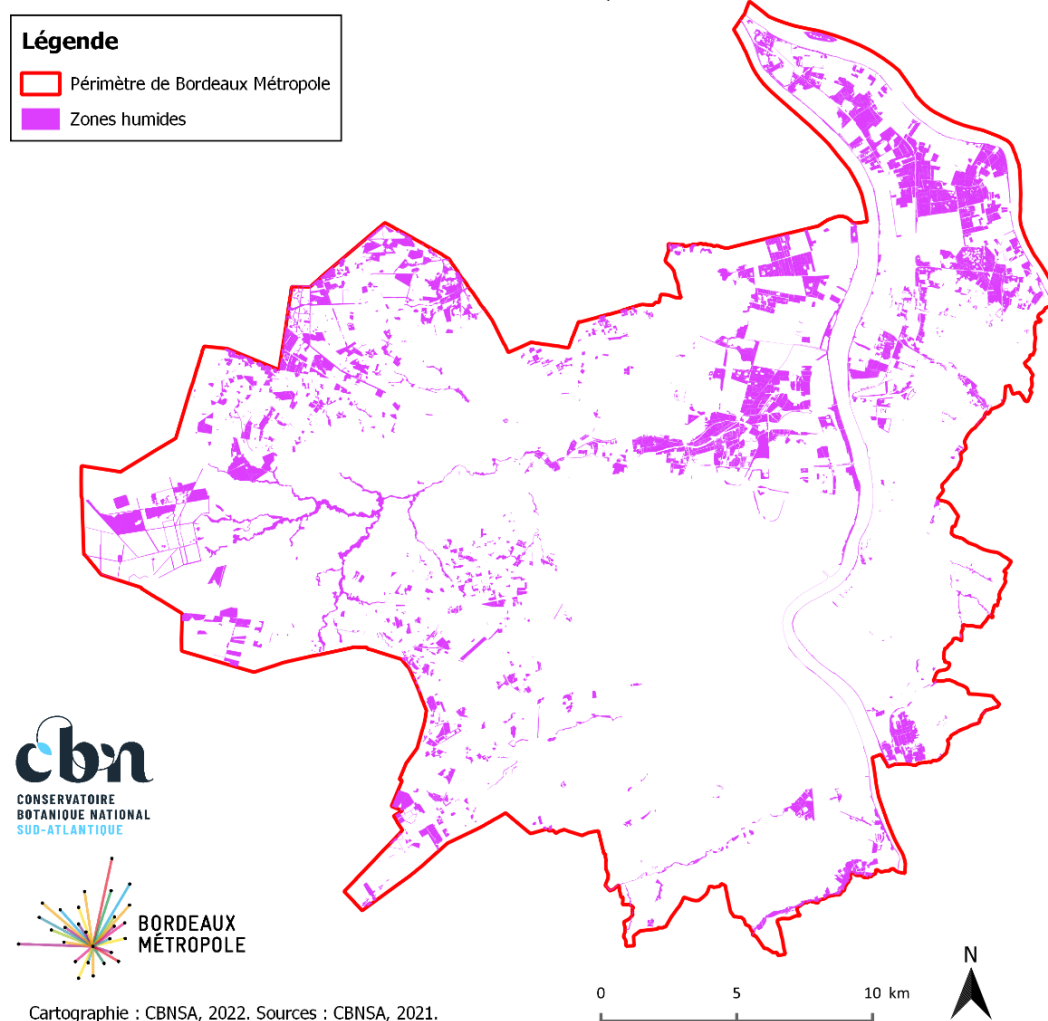 Légende
Périmètre de Bordeaux Métropole
Zones humides
cbn
CONSERVATOIRE
BOTANIQUE NATIONAL
SUD-ATLANTIQUE
BORDEAUX
MÉTROPOLE
N
0 5 10 km
Cartographie : CBNSA, 2022. Sources : CBNSA, 2021.